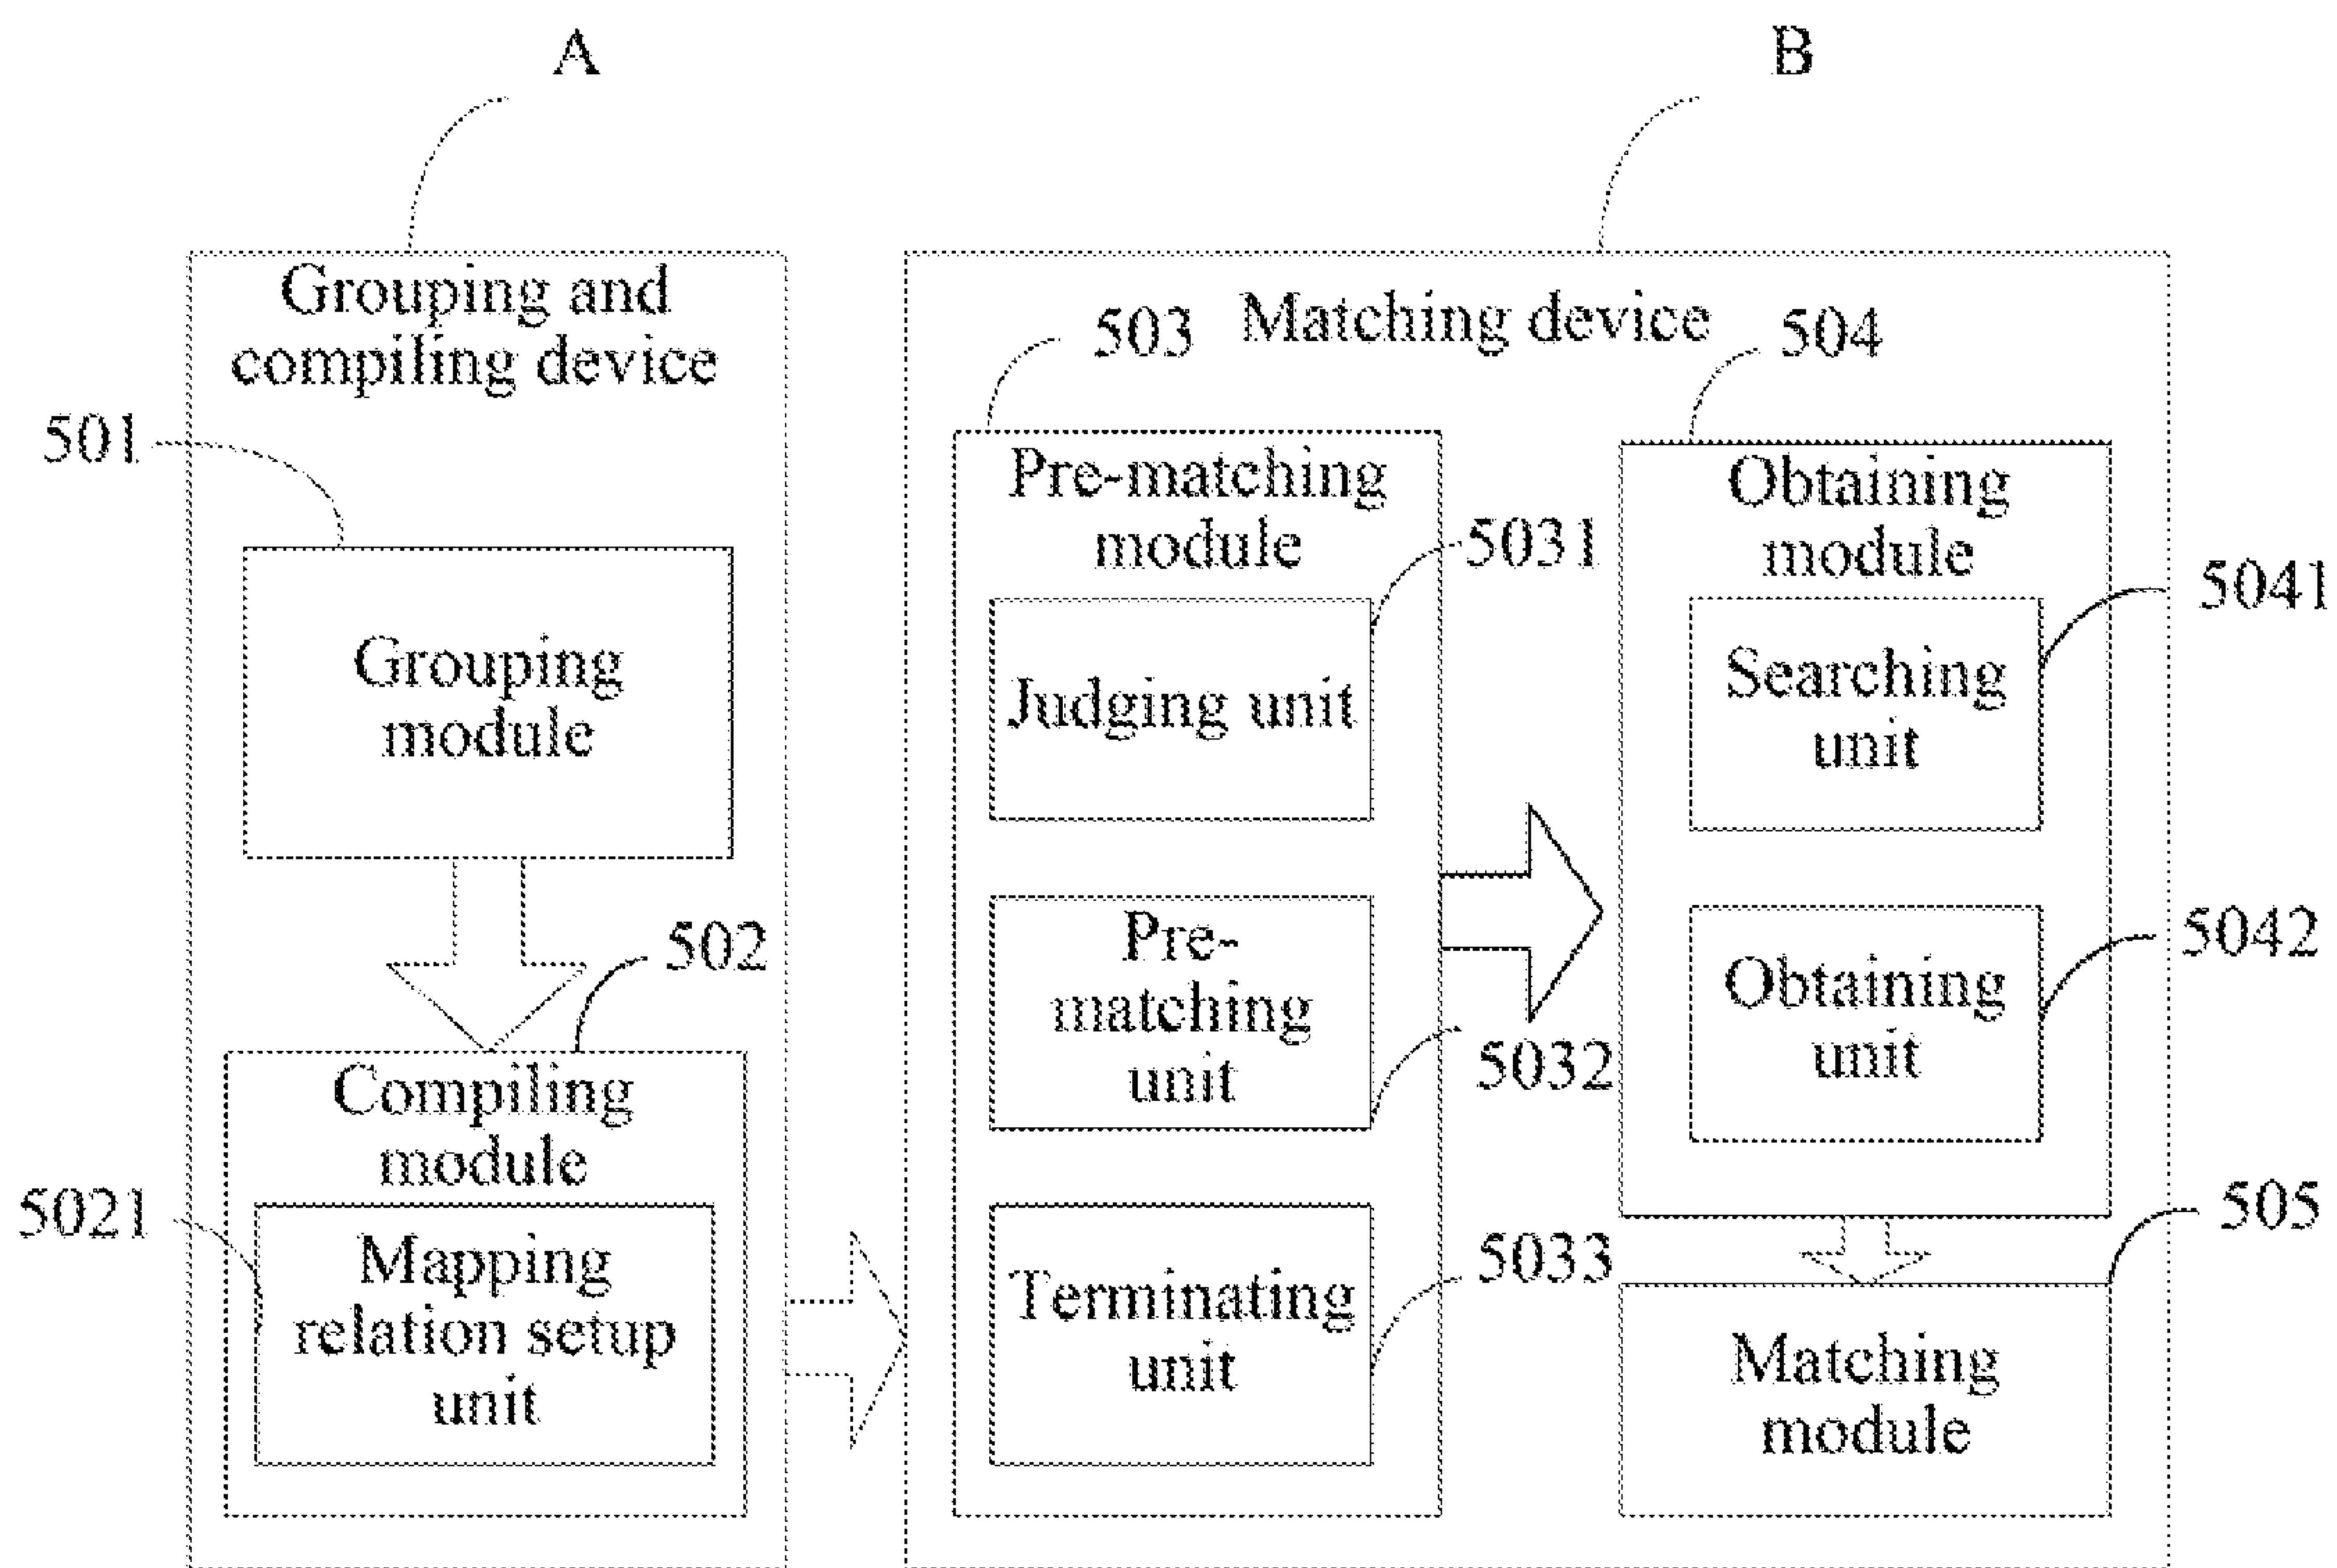 A
B
Grouping and
compiling device
501
Grouping
module
502
Compiling
module
5021
Mapping
relation setup
unit
Matching device
503
Pre-matching
module
5031
Judging unit
Pre-
matching
unit
5032
Terminating
unit
5033
504
Obtaining
module
5041
Searching
unit
5042
Obtaining
unit
505
Matching
module